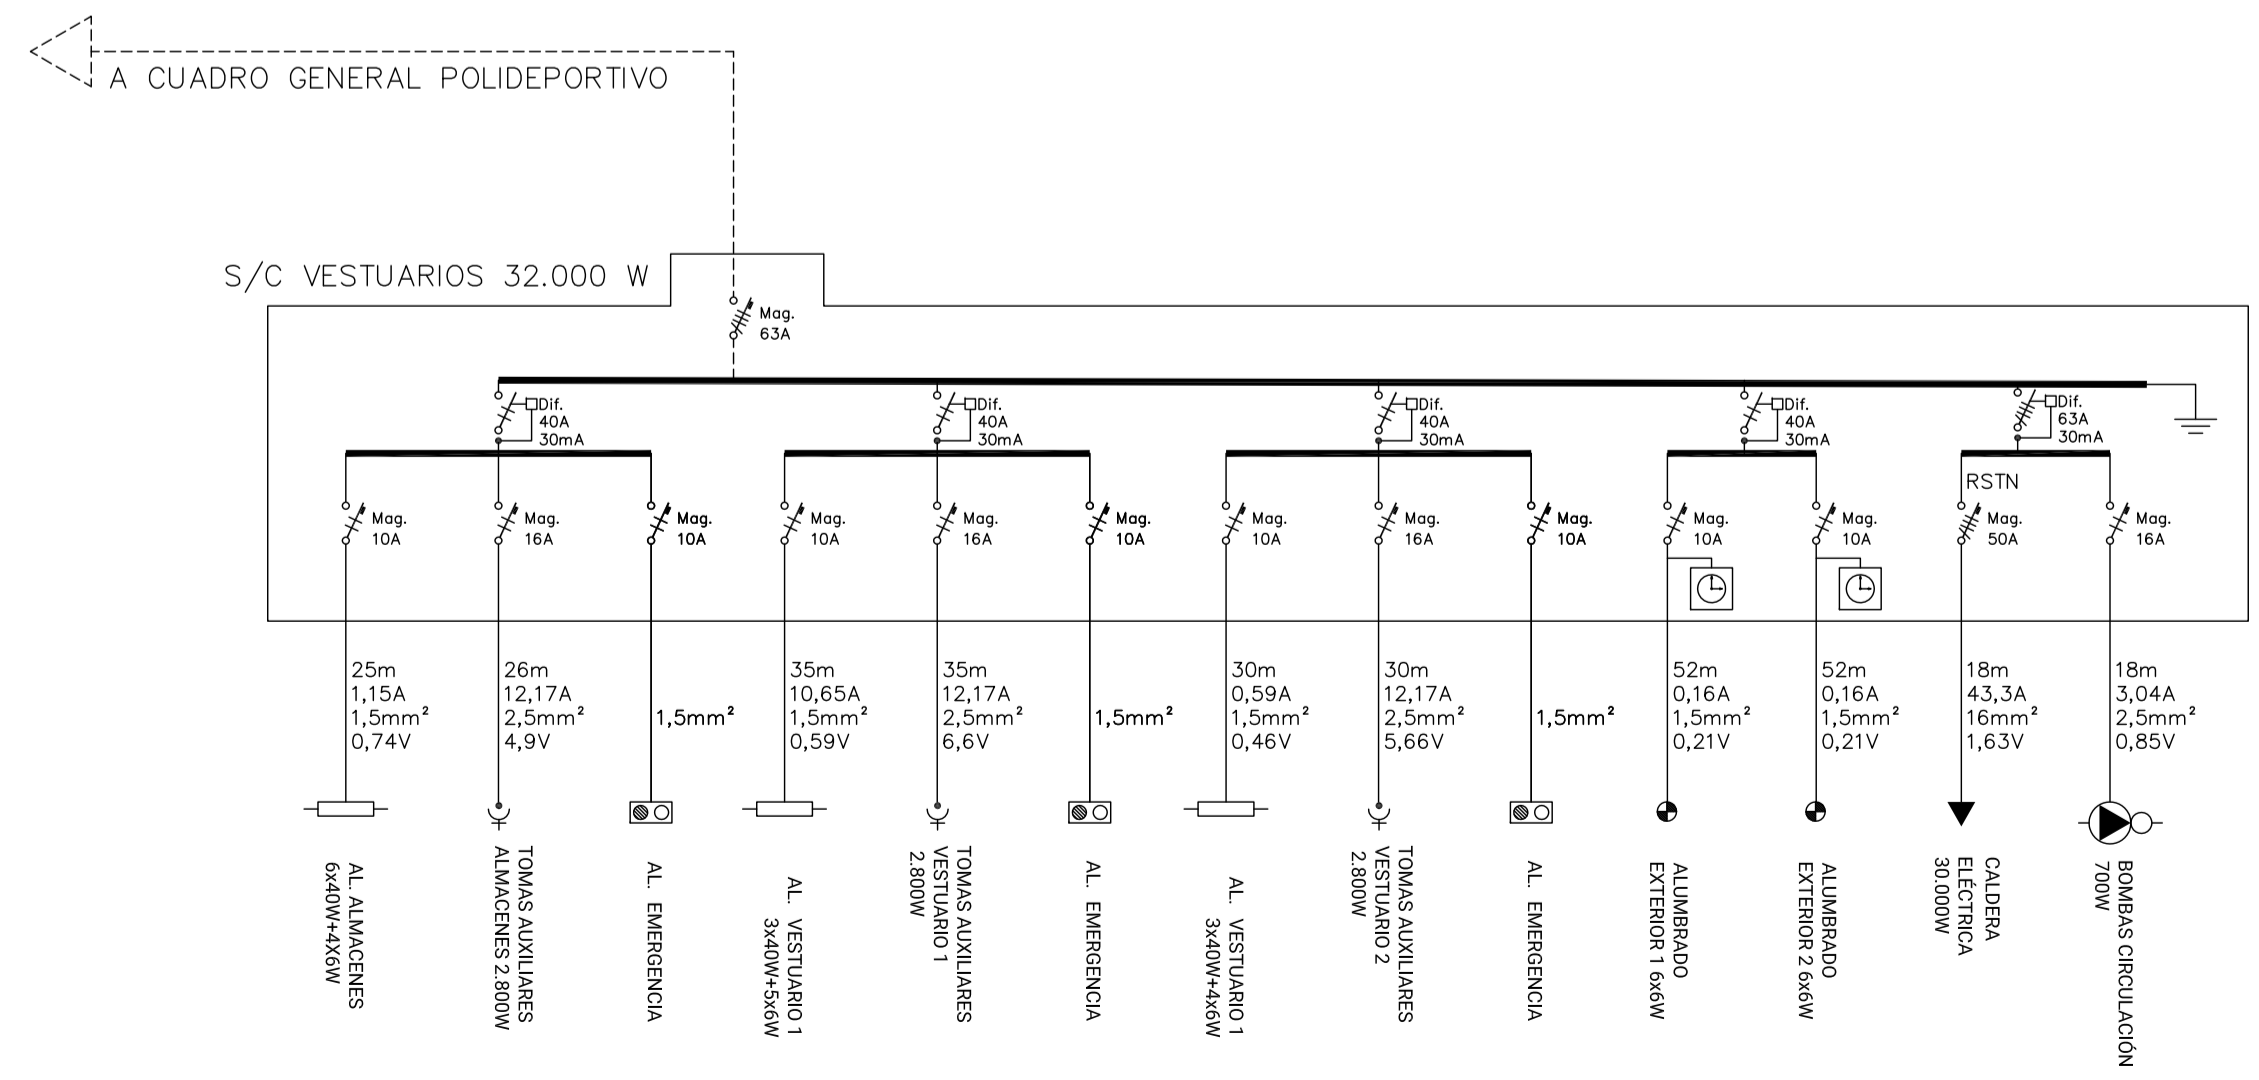 A CUADRO GENERAL POLIDEPORTIVO
S/C VESTUARIOS 32.000 W
Mag.
63A
Dif.
40A
30mA
Dif.
40A
30mA
Dif.
40A
30mA
Dif.
40A
30mA
Dif.
63A
30mA
RSTN
Mag.
10A
Mag.
16A
Mag.
10A
Mag.
10A
Mag.
16A
Mag.
10A
Mag.
10A
Mag.
16A
Mag.
10A
Mag.
10A
Mag.
10A
Mag.
50A
Mag.
16A
25m
1,15A
1,5mm²
0,74V
26m
12,17A
2,5mm²
4,9V
1,5mm²
35m
10,65A
1,5mm²
0,59V
35m
12,17A
2,5mm²
6,6V
1,5mm²
30m
0,59A
1,5mm²
0,46V
30m
12,17A
2,5mm²
5,66V
1,5mm²
52m
0,16A
1,5mm²
0,21V
52m
0,16A
1,5mm²
0,21V
18m
43,3A
16mm²
1,63V
18m
3,04A
2,5mm²
0,85V
AL. ALMACENES
6x40W+4X6W
TOMAS AUXILIARES
ALMACENES 2.800W
AL. EMERGENCIA
AL. VESTUARIO 1
3x40W+5x6W
TOMAS AUXILIARES
VESTUARIO 1
2.800W
AL. EMERGENCIA
AL. VESTUARIO 1
3x40W+4x6W
TOMAS AUXILIARES
VESTUARIO 2
2.800W
AL. EMERGENCIA
ALUMBRADO
EXTERIOR 1 6x6W
ALUMBRADO
EXTERIOR 2 6x6W
CALDERA
ELÉCTRICA
30.000W
BOMBAS CIRCULACIÓN
700W